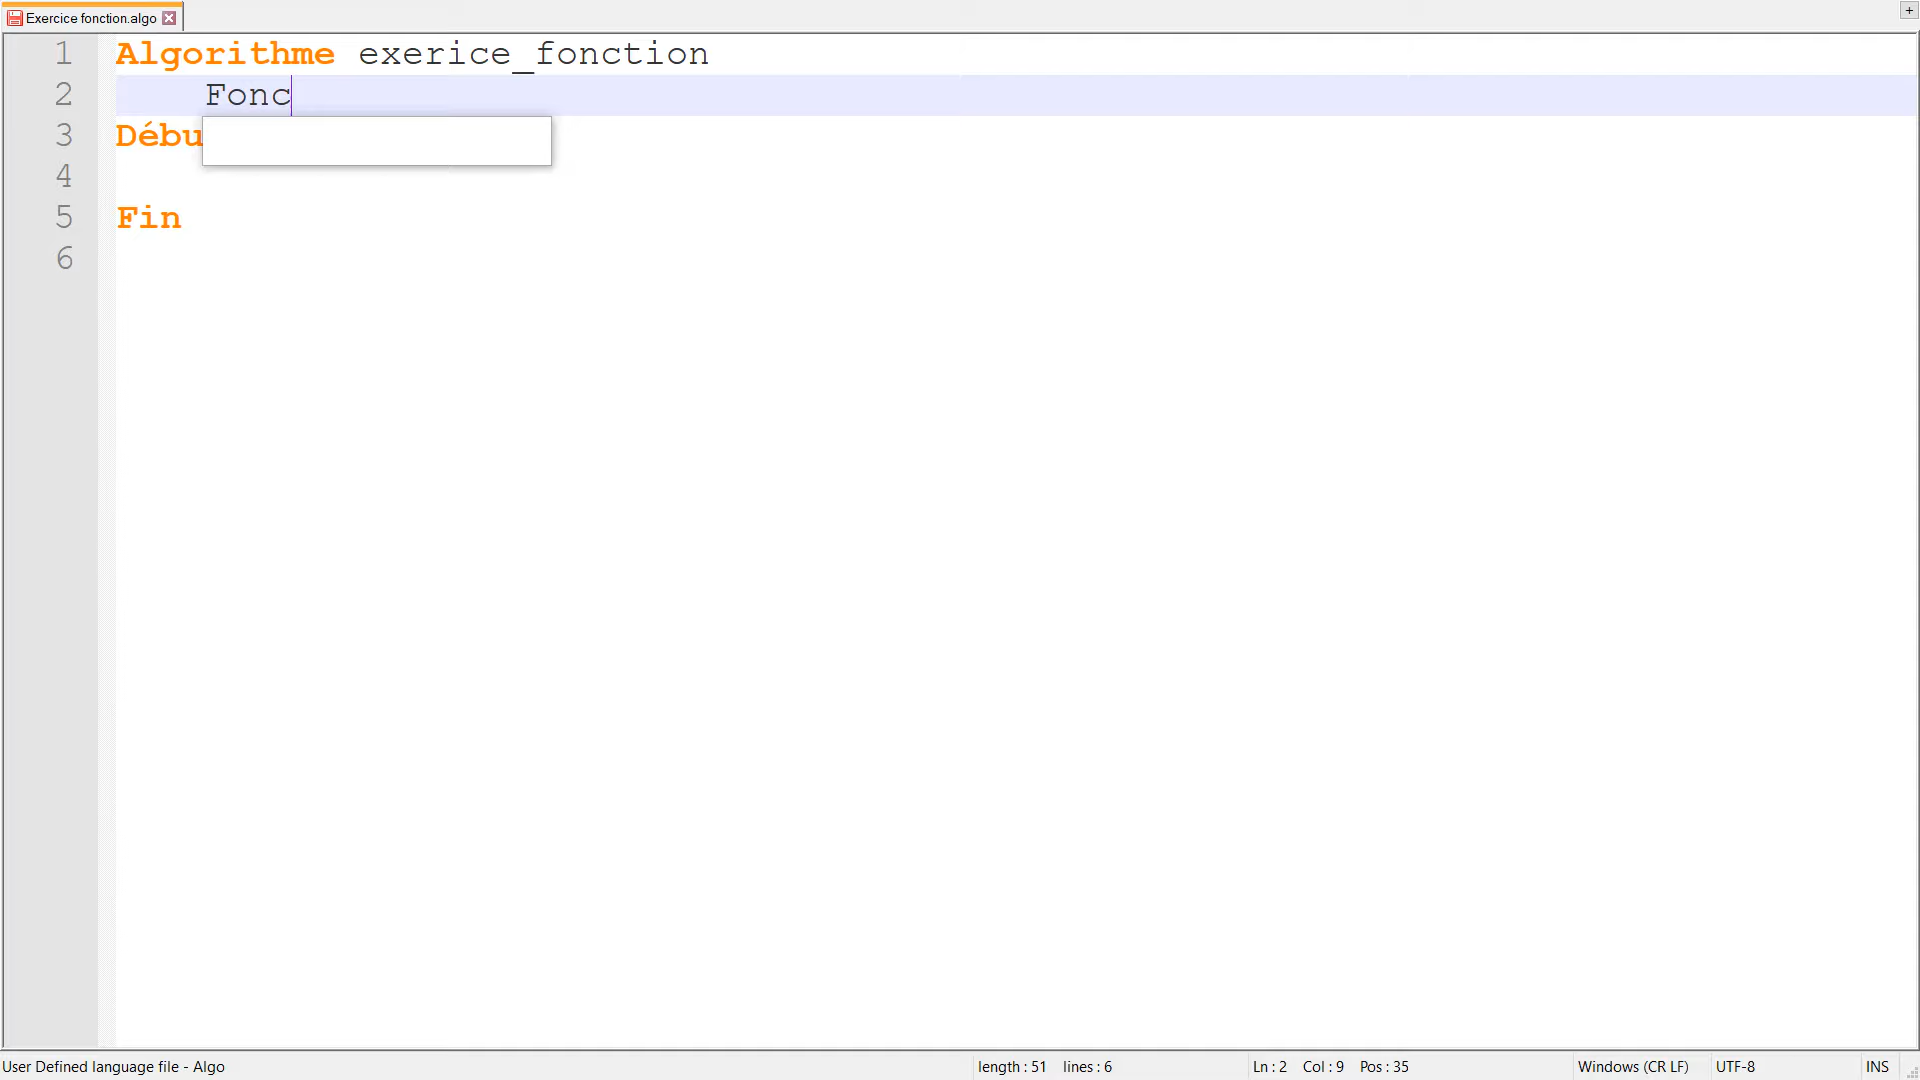 Exercice fonction.algo
+
1 Algorithme exerice_fonction
2 Fonc
3 Débu
4
5 Fin
6
User Defined language file - Algo length : 51 lines : 6 Ln : 2 Col : 9 Pos : 35 Windows (CR LF) UTF-8 INS